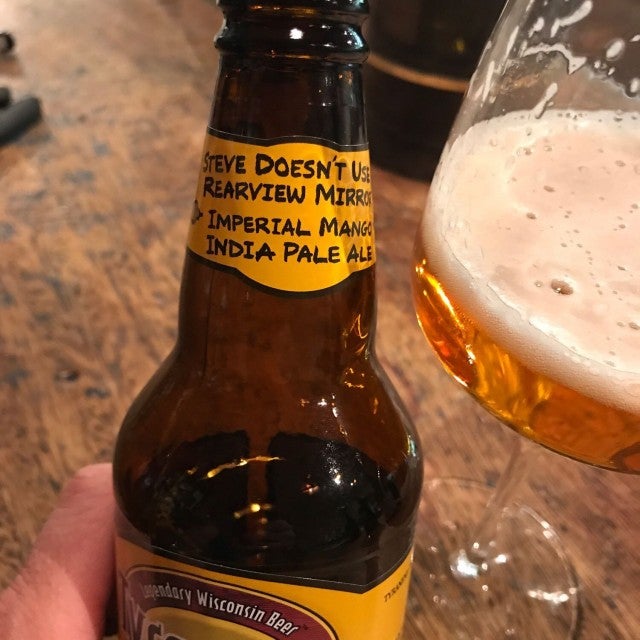 STEVE DOESN'T USE
REARVIEW MIRROR
IMPERIAL MANGO
INDIA PALE ALE
Legendary Wisconsin Beer